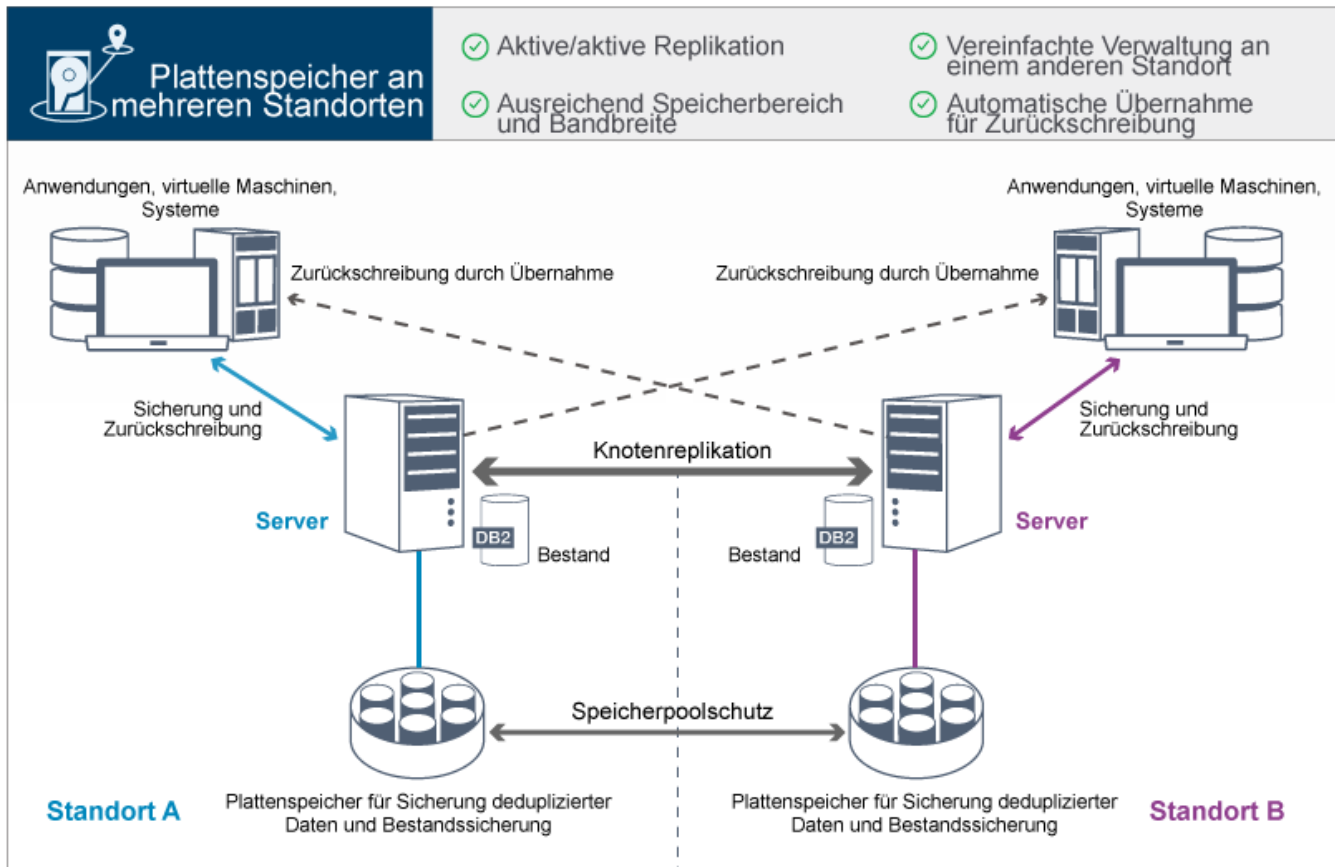 Plattenspeicher an
mehreren Standorten
Aktive/aktive Replikation
Ausreichend Speicherbereich
und Bandbreite
Vereinfachte Verwaltung an
einem anderen Standort
Automatische Übernahme
für Zurückschreibung
Anwendungen, virtuelle Maschinen,
Systeme
Anwendungen, virtuelle Maschinen,
Systeme
Zurückschreibung durch Übernahme
Zurückschreibung durch Übernahme
Sicherung und
Zurückschreibung
Sicherung und
Zurückschreibung
Knotenreplikation
Server
DB2
Bestand
Bestand
DB2
Server
Speicherpoolschutz
Standort A
Plattenspeicher für Sicherung deduplizierter
Daten und Bestandssicherung
Plattenspeicher für Sicherung deduplizierter
Daten und Bestandssicherung
Standort B